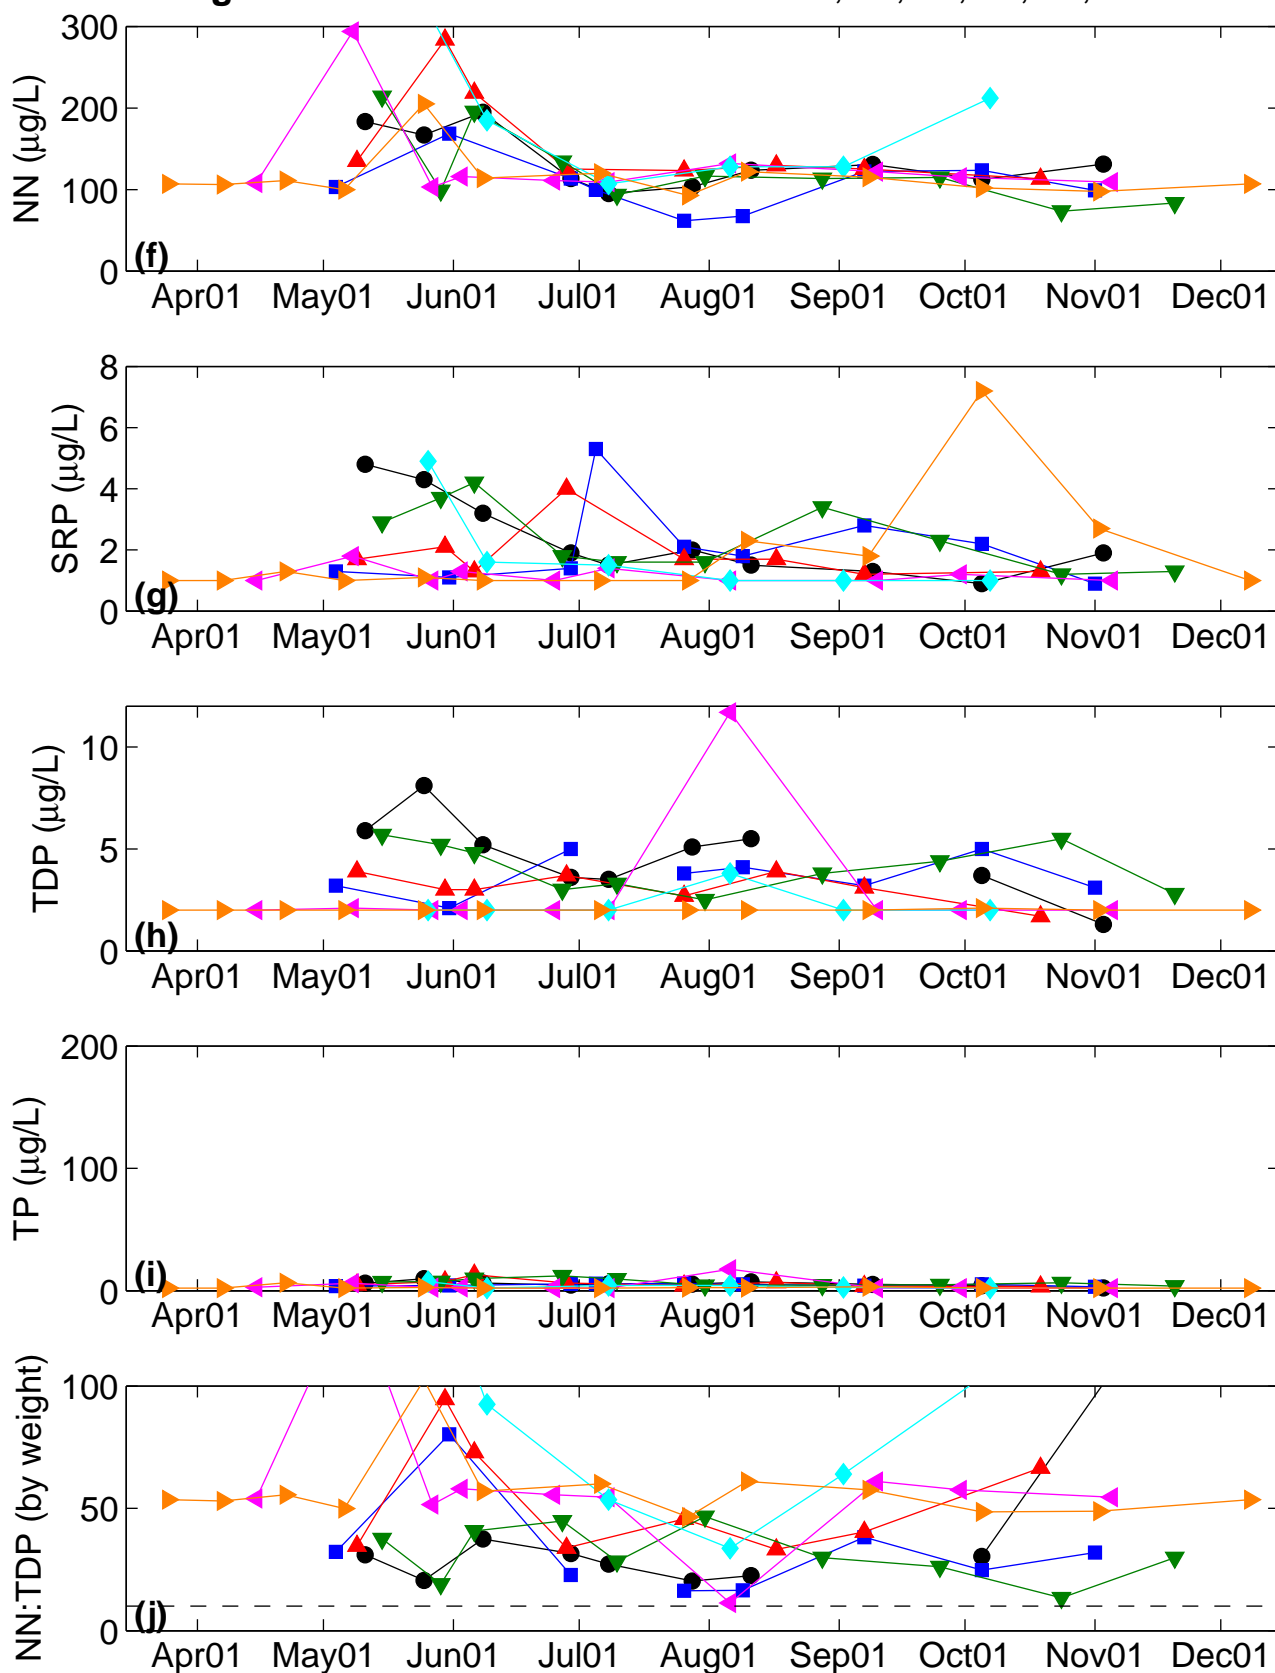 300
200
100
0
NN (μg/L)
(f)
Apr01 May01 Jun01 Jul01 Aug01 Sep01 Oct01 Nov01 Dec01
8
6
4
2
0
SRP (μg/L)
(g)
Apr01 May01 Jun01 Jul01 Aug01 Sep01 Oct01 Nov01 Dec01
10
5
0
TDP (μg/L)
(h)
Apr01 May01 Jun01 Jul01 Aug01 Sep01 Oct01 Nov01 Dec01
200
100
0
TP (μg/L)
(i)
Apr01 May01 Jun01 Jul01 Aug01 Sep01 Oct01 Nov01 Dec01
100
50
0
NN:TDP (by weight)
(j)
Apr01 May01 Jun01 Jul01 Aug01 Sep01 Oct01 Nov01 Dec01